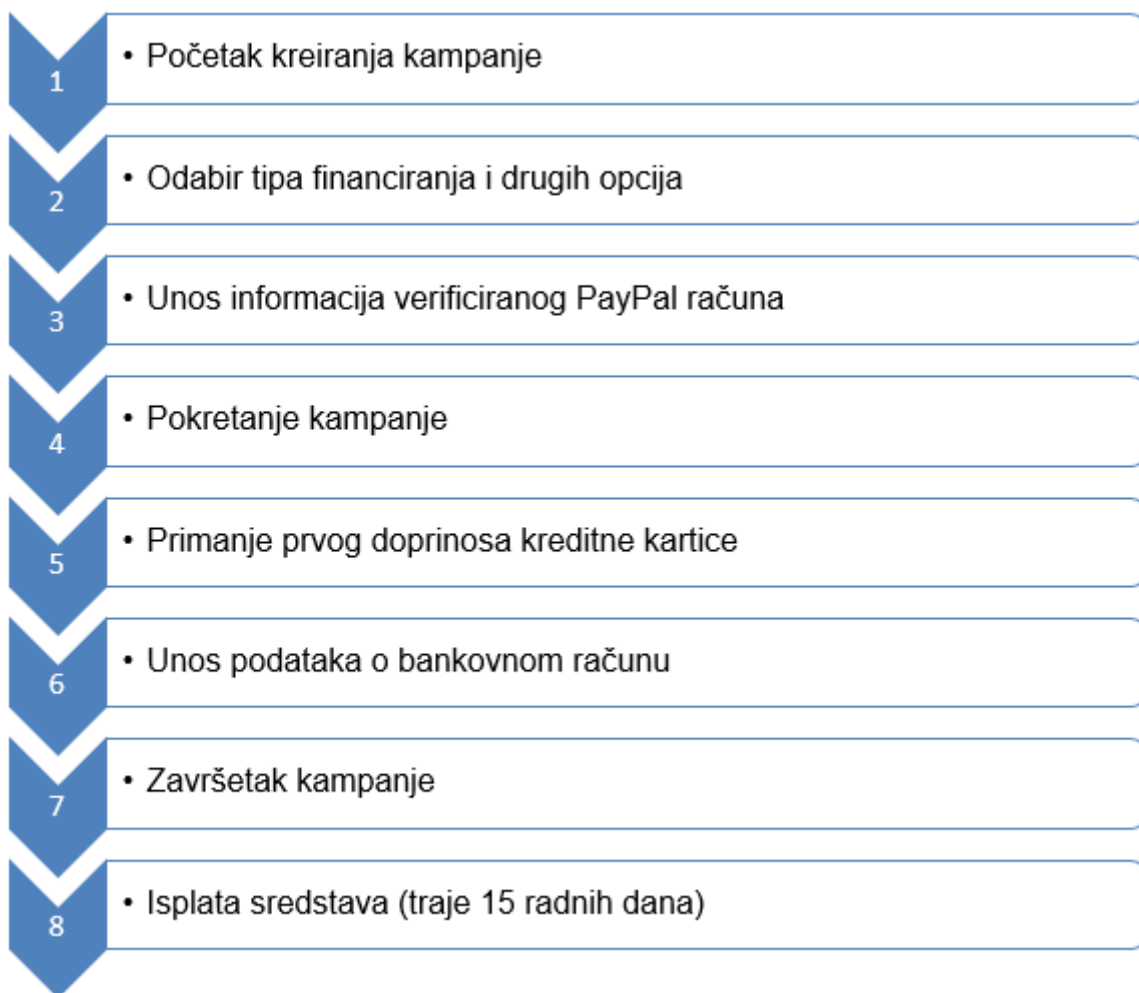 1
• Početak kreiranja kampanje
2
• Odabir tipa financiranja i drugih opcija
3
• Unos informacija verificiranog PayPal računa
4
• Pokretanje kampanje
5
• Primanje prvog doprinosa kreditne kartice
6
• Unos podataka o bankovnom računu
7
• Završetak kampanje
8
• Isplata sredstava (traje 15 radnih dana)